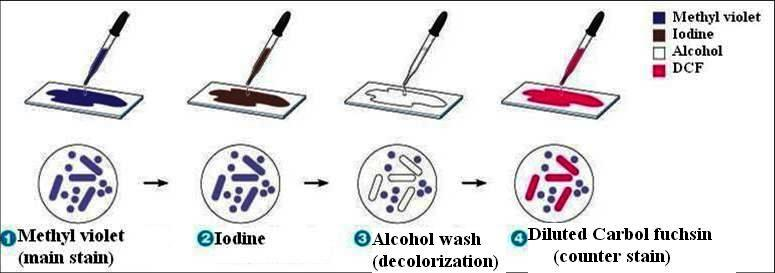 Methyl violet
Iodine
Alcohol
DCF
1 Methyl violet
(main stain)
2 Iodine
3 Alcohol wash
(decolorization)
4 Diluted Carbol fuchsin
(counter stain)